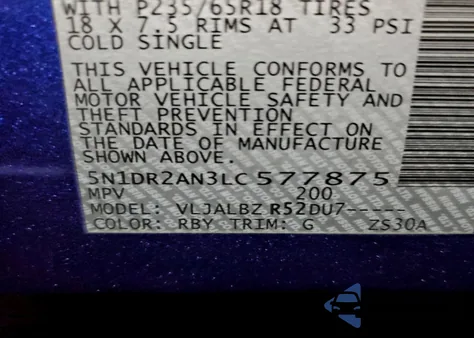 WITH P235/65R18 TIRES
18 X 7.5 RIMS AT 33 PSI
COLD SINGLE
THIS VEHICLE CONFORMS TO
ALL APPLICABLE FEDERAL
MOTOR VEHICLE SAFETY AND
THEFT PREVENTION
STANDARDS IN EFFECT ON
THE DATE OF MANUFACTURE
SHOWN ABOVE.
5N1DR2AN3LC577875
MPV 200
MODEL: VLJALBZ R52DU7-----
COLOR: RBY TRIM: G ZS30A